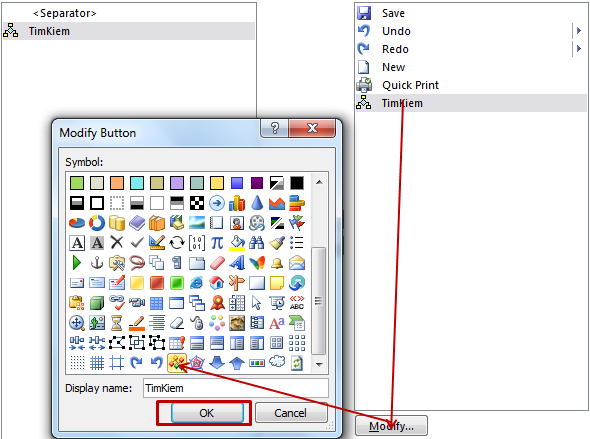 <Separator>
TimKiem
Save
Undo
Redo
New
Quick Print
TimKiem
Modify Button
Symbol:
Display name: TimKiem
OK Cancel
Modify...